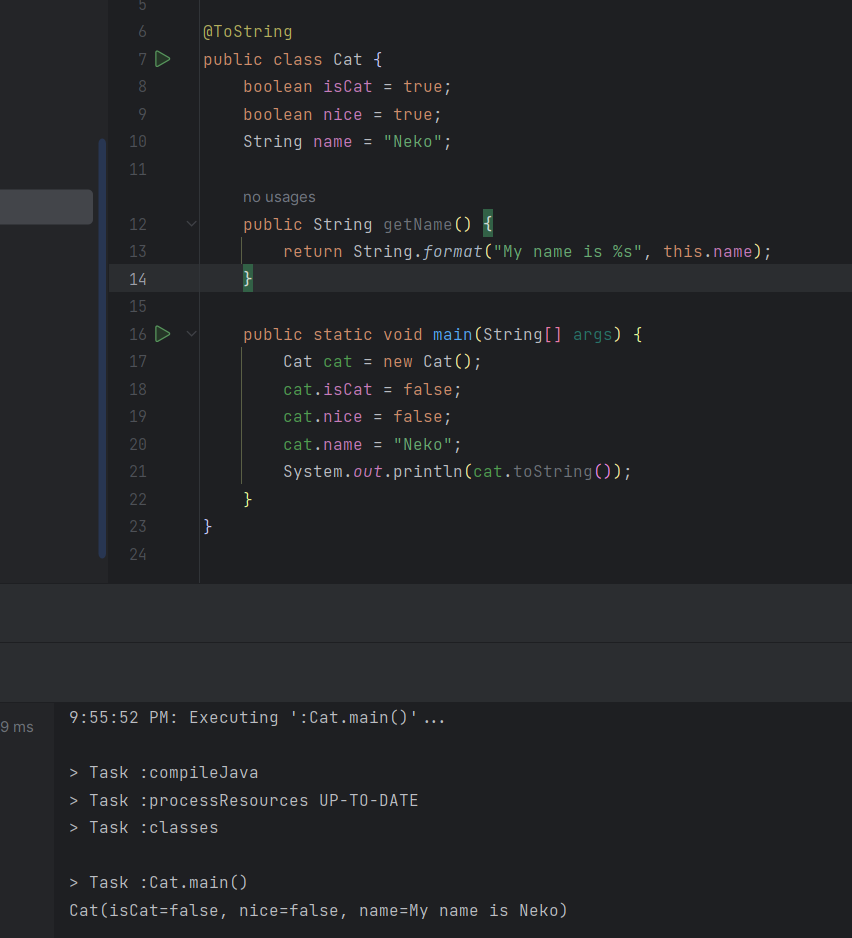 5
6 @ToString
7 public class Cat {
8 boolean isCat = true;
9 boolean nice = true;
10 String name = "Neko";
11
no usages
12 public String getName() {
13 return String.format("My name is %s", this.name);
14 }
15
16 public static void main(String[] args) {
17 Cat cat = new Cat();
18 cat.isCat = false;
19 cat.nice = false;
20 cat.name = "Neko";
21 System.out.println(cat.toString());
22 }
23 }
24
9 ms
9:55:52 PM: Executing ':Cat.main()'...
> Task :compileJava
> Task :processResources UP-TO-DATE
> Task :classes
> Task :Cat.main()
Cat(isCat=false, nice=false, name=My name is Neko)